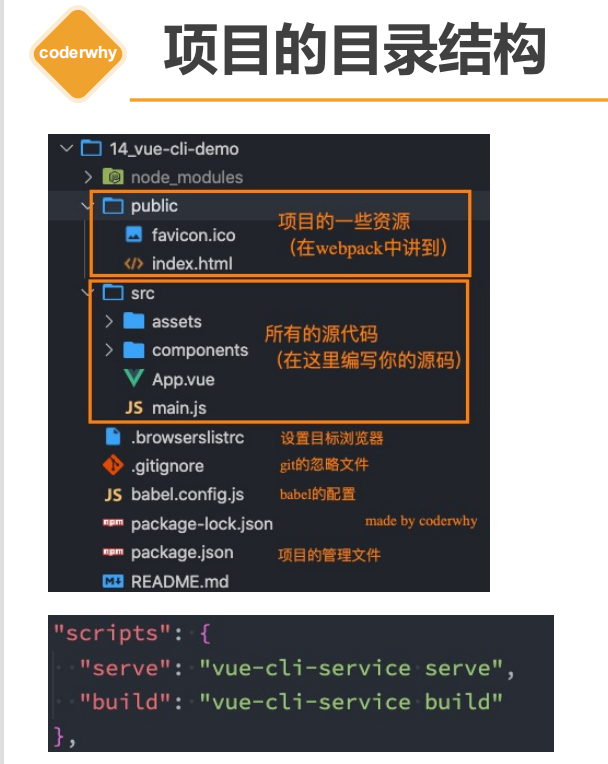 coderwhy
项目的目录结构
14_vue-cli-demo
node_modules
public
favicon.ico
项目的一些资源
index.html
（在webpack中讲到）
src
assets
所有的源代码
components
（在这里编写你的源码）
App.vue
JS main.js
.browserslistrc 设置目标浏览器
.gitignore git的忽略文件
JS babel.config.js babel的配置
npm package-lock.json made by coderwhy
npm package.json 项目的管理文件
M↓ README.md
"scripts": {
"serve": "vue-cli-service serve",
"build": "vue-cli-service build"
},